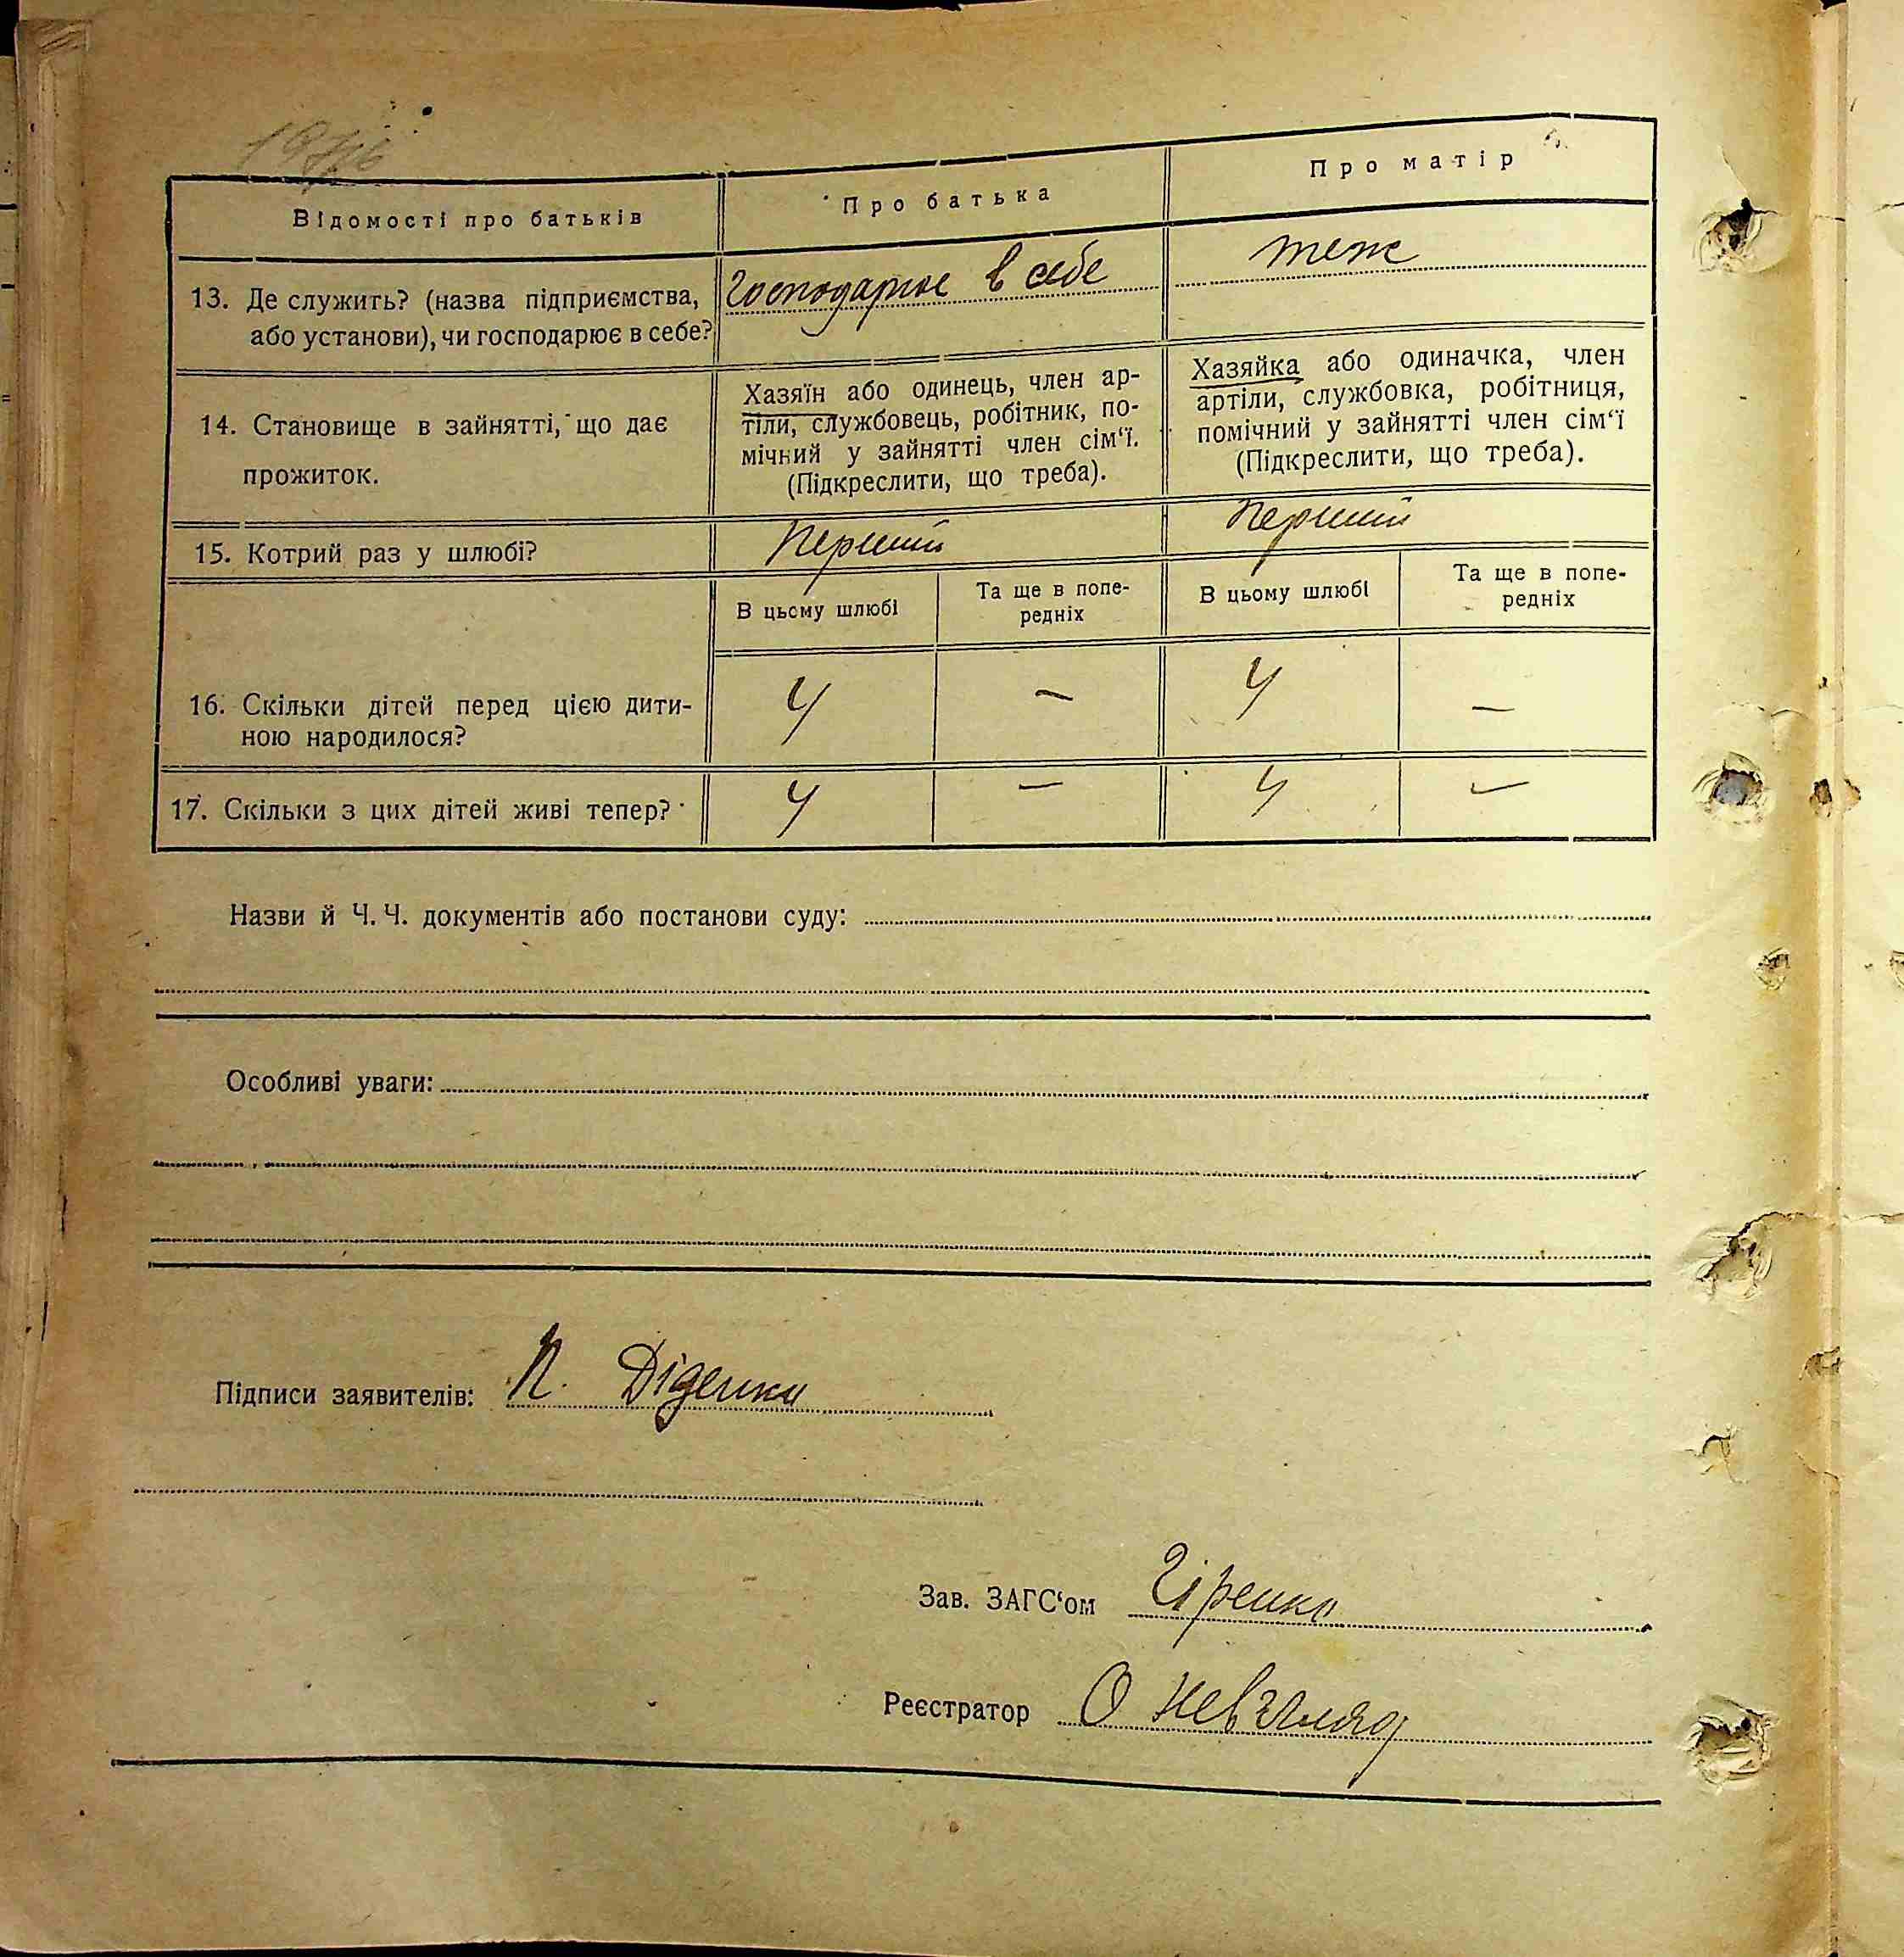 Відомості про батьків
Про батька
Про матір
13. Де служить? (назва підприємства, або установи), чи господарює в себе?
Господарює в себе
теж
14. Становище в зайнятті, що дає прожиток.
Хазяїн або одинець, член ар-
тіли, службовець, робітник, по-
мічний у зайнятті член сім‘ї.
(Підкреслити, що треба).
Хазяйка або одиначка, член
артіли, службовка, робітниця,
помічний у зайнятті член сім‘ї
(Підкреслити, що треба).
15. Котрий раз у шлюбі?
Перший
Перший
В цьому шлюбі
Та ще в попе-
редніх
В цьому шлюбі
Та ще в попе-
редніх
16. Скільки дітей перед цією дити-
ною народилося?
4
—
4
—
17. Скільки з цих дітей живі тепер?
4
—
4
—
Назви й Ч. Ч. документів або постанови суду:
Особливі уваги:
Підписи заявителів: П. Діденко
Зав. ЗАГС‘ом Гіренко
Реєстратор О Невгляд